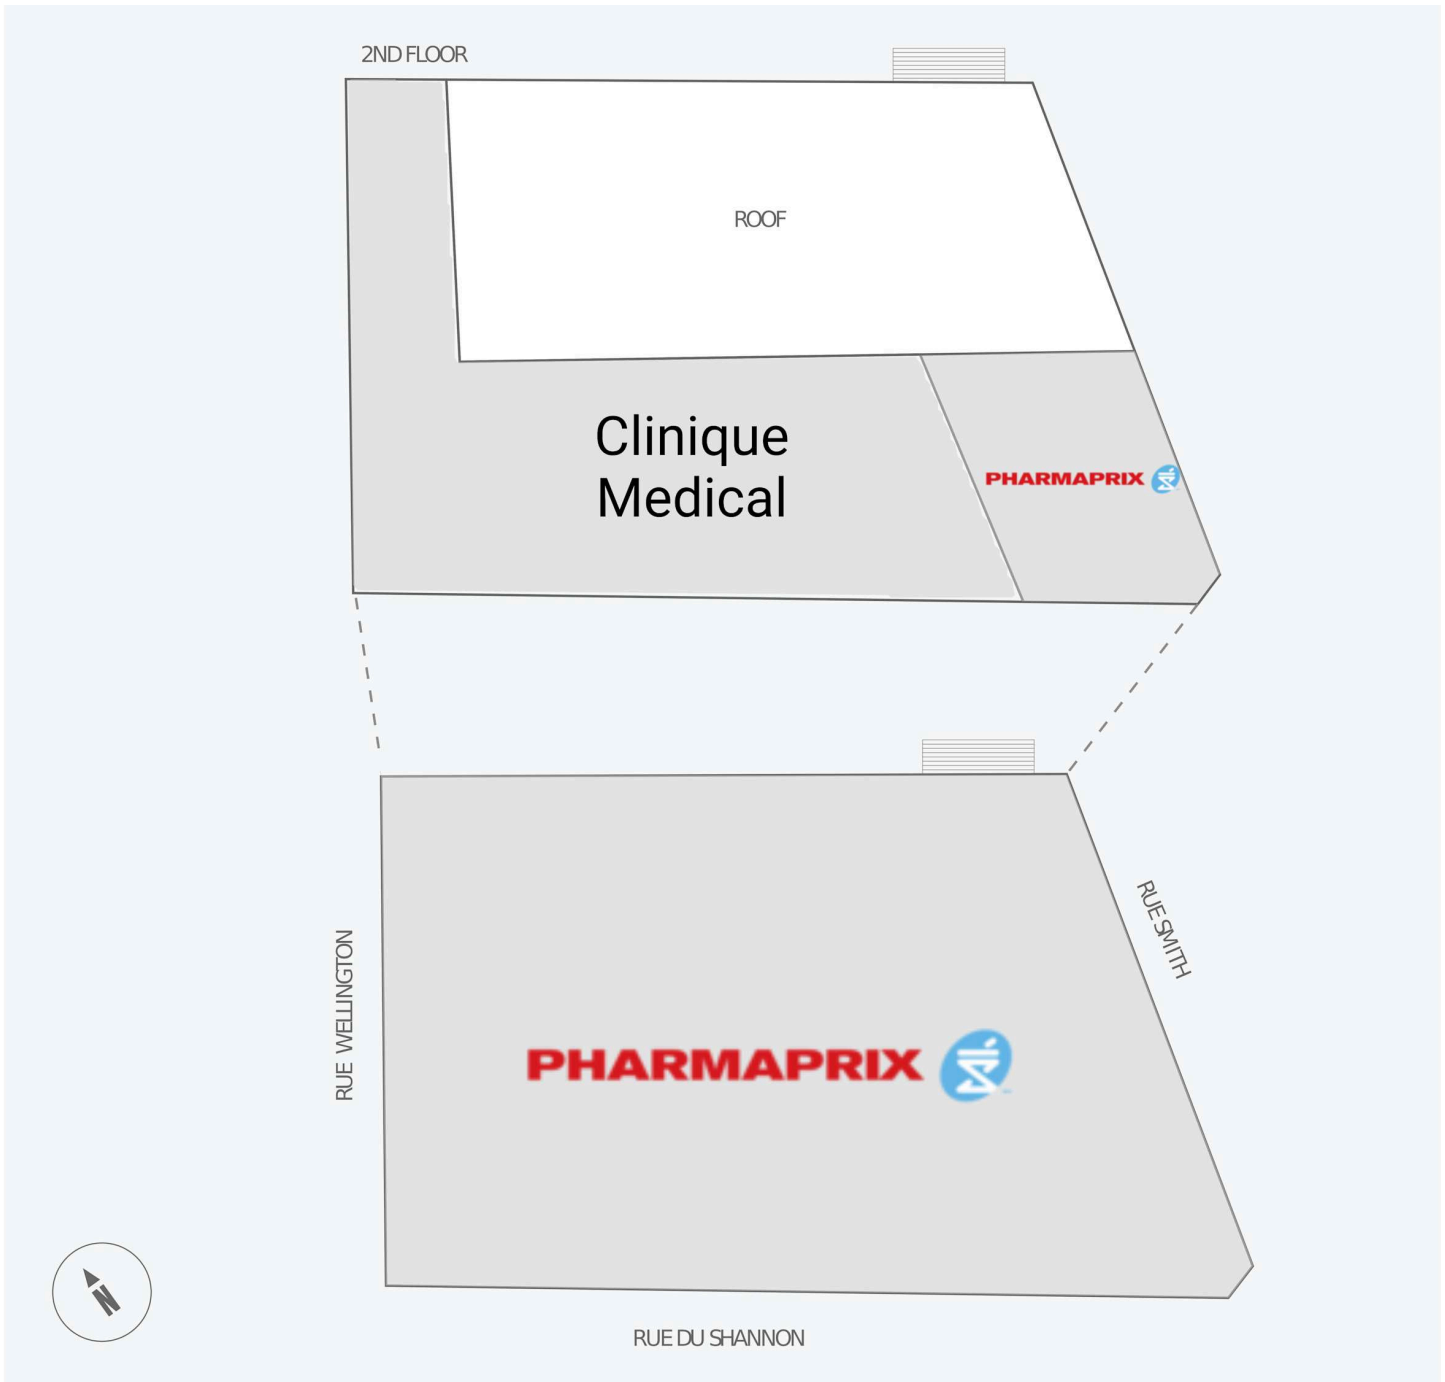 2ND FLOOR
ROOF
Clinique
Medical
PHARMAPRIX
RUE SMITH
RUE WELLINGTON
PHARMAPRIX
N
RUE DU SHANNON